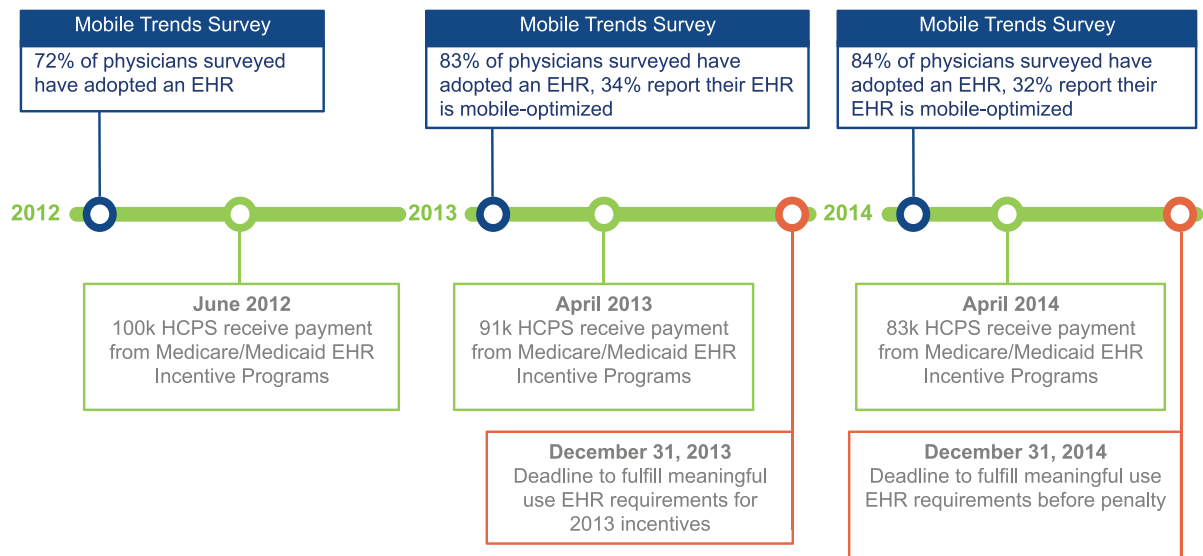 Mobile Trends Survey
72% of physicians surveyed
have adopted an EHR
Mobile Trends Survey
83% of physicians surveyed have
adopted an EHR, 34% report their EHR
is mobile-optimized
Mobile Trends Survey
84% of physicians surveyed have
adopted an EHR, 32% report their
EHR is mobile-optimized
2012
2013
2014
June 2012
100k HCPS receive payment
from Medicare/Medicaid EHR
Incentive Programs
April 2013
91k HCPS receive payment
from Medicare/Medicaid EHR
Incentive Programs
April 2014
83k HCPS receive payment
from Medicare/Medicaid EHR
Incentive Programs
December 31, 2013
Deadline to fulfill meaningful
use EHR requirements for
2013 incentives
December 31, 2014
Deadline to fulfill meaningful use
EHR requirements before penalty